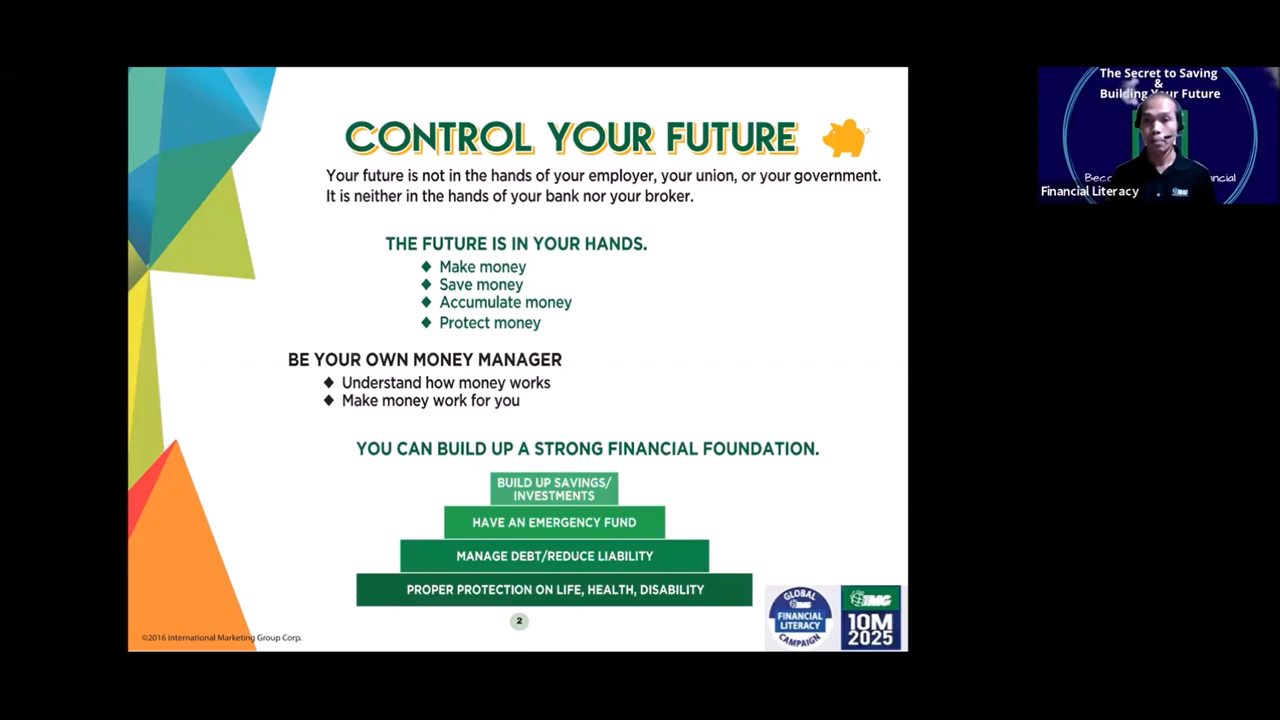 CONTROL YOUR FUTURE
Your future is not in the hands of your employer, your union, or your government.
It is neither in the hands of your bank nor your broker.
THE FUTURE IS IN YOUR HANDS.
♦ Make money
♦ Save money
♦ Accumulate money
♦ Protect money
BE YOUR OWN MONEY MANAGER
♦ Understand how money works
♦ Make money work for you
YOU CAN BUILD UP A STRONG FINANCIAL FOUNDATION.
BUILD UP SAVINGS/
INVESTMENTS
HAVE AN EMERGENCY FUND
MANAGE DEBT/REDUCE LIABILITY
PROPER PROTECTION ON LIFE, HEALTH, DISABILITY
2
©2016 International Marketing Group Corp.
GLOBAL
IMG
FINANCIAL
LITERACY
CAMPAIGN
IMG
10M
2025
The Secret to Saving
&
Building Your Future
Financial Literacy
IMG